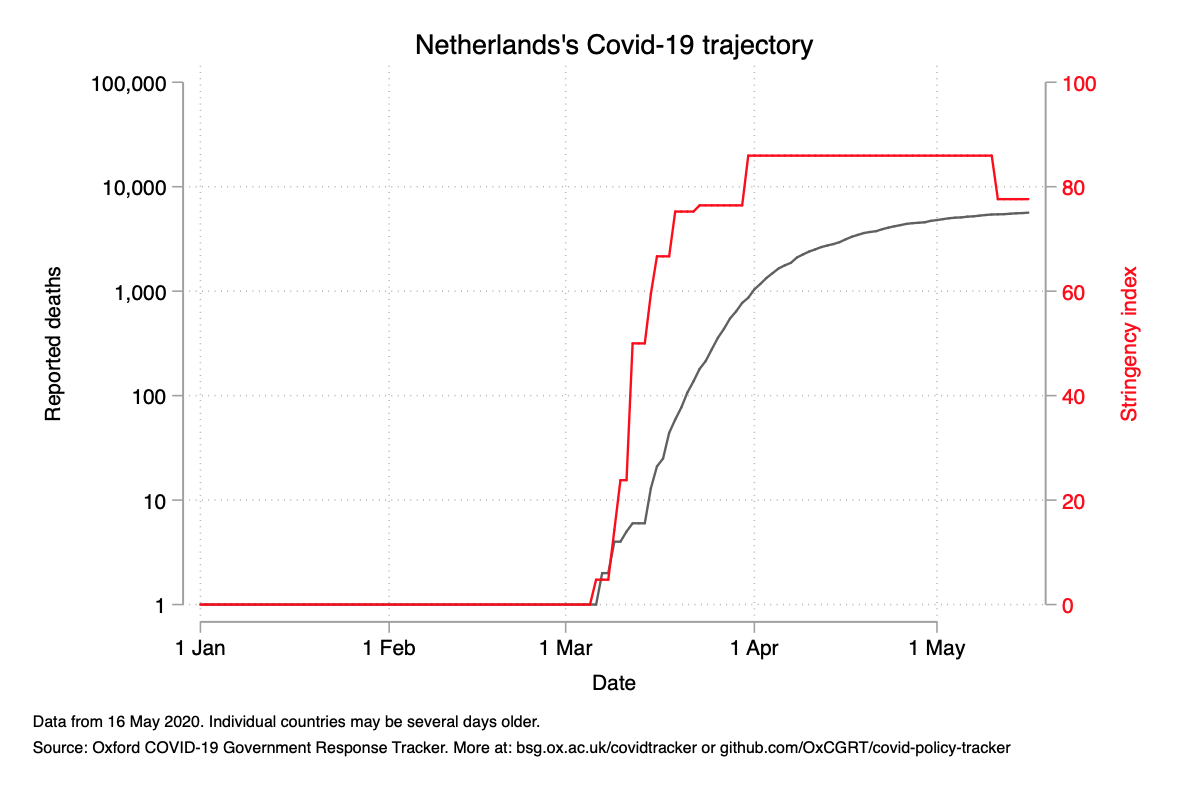 Netherlands's Covid-19 trajectory
100,000
10,000
1,000
100
10
1
Reported deaths
100
80
60
40
20
0
Stringency index
1 Jan 1 Feb 1 Mar 1 Apr 1 May
Date
Data from 16 May 2020. Individual countries may be several days older.
Source: Oxford COVID-19 Government Response Tracker. More at: bsg.ox.ac.uk/covidtracker or github.com/OxCGRT/covid-policy-tracker